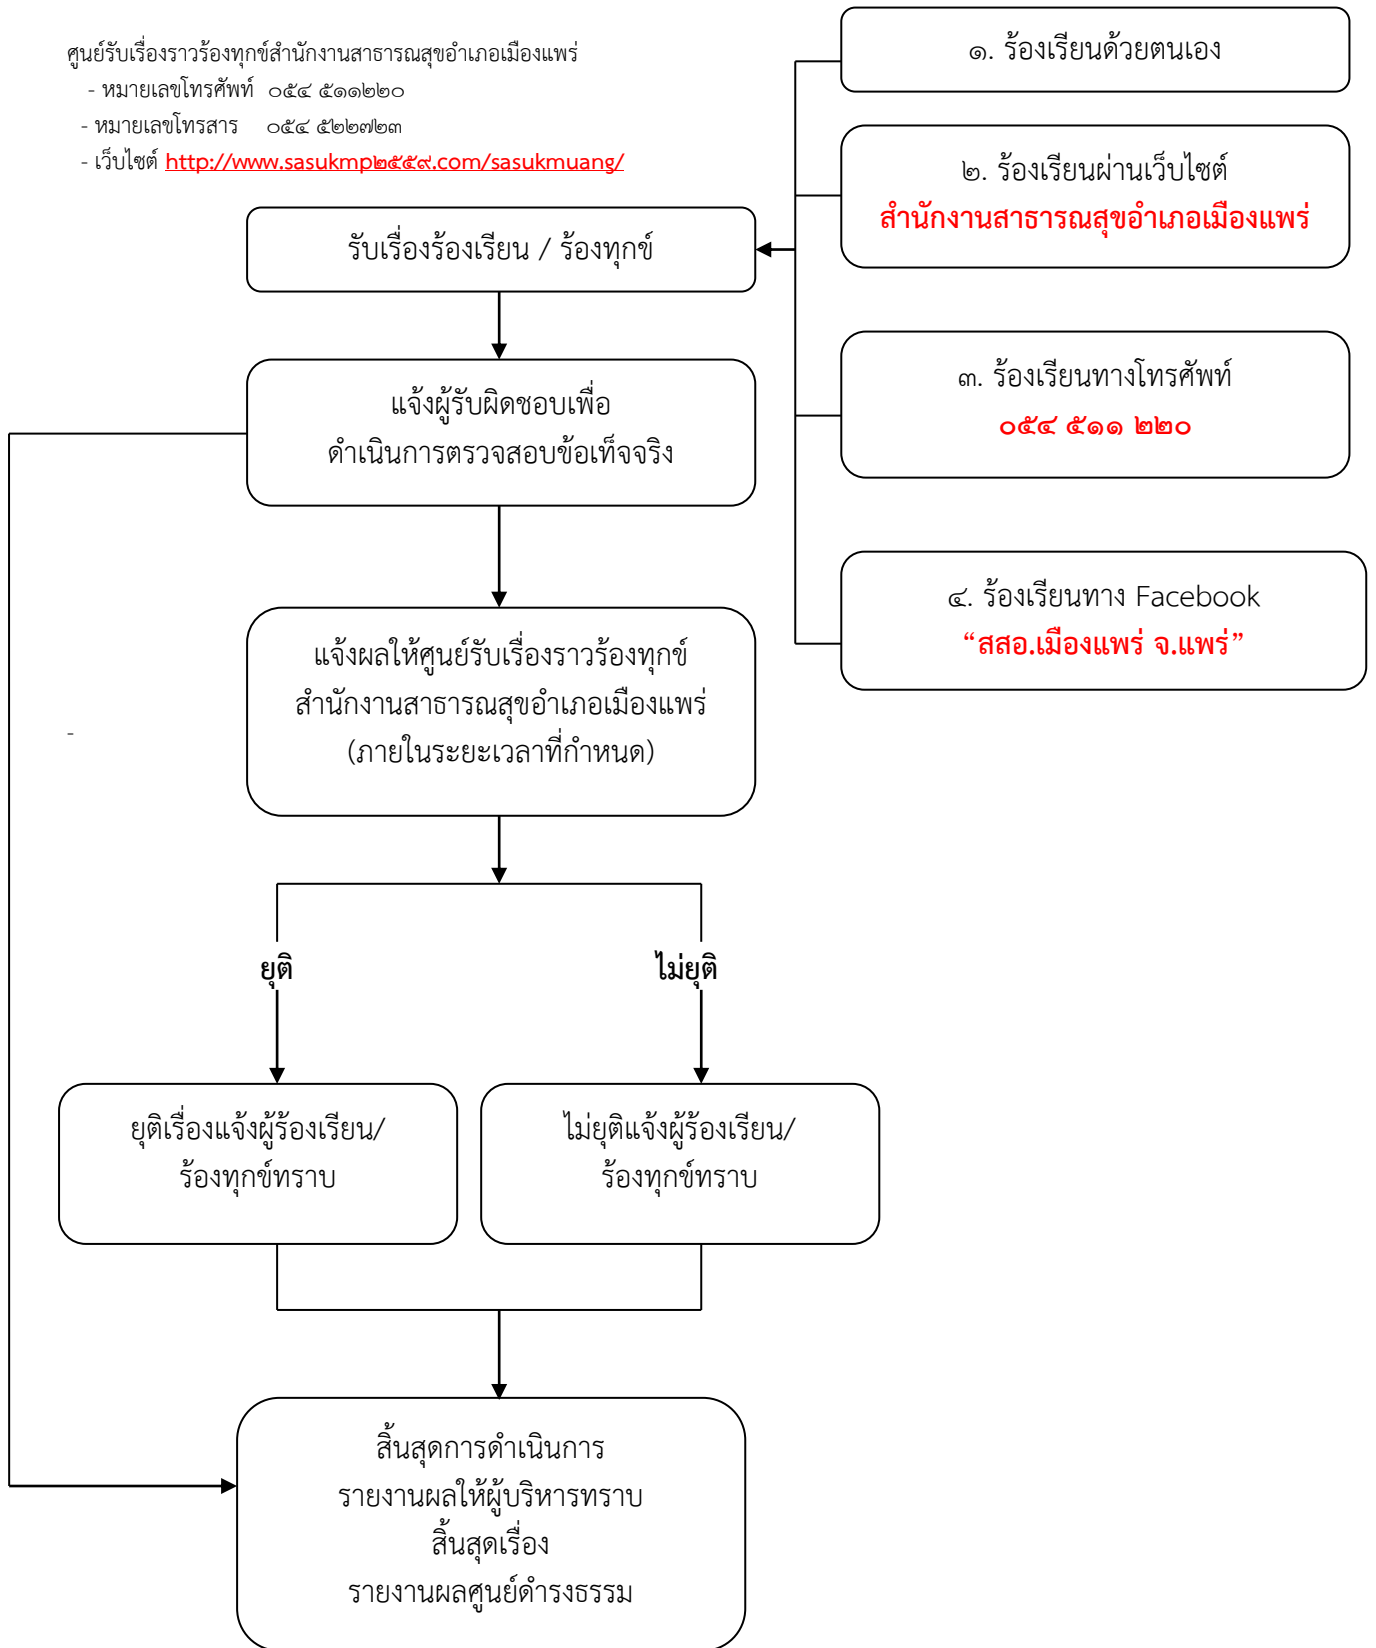 ศูนย์รับเรื่องราวร้องทุกข์สำนักงานสาธารณสุขอำเภอเมืองแพร่
- หมายเลขโทรศัพท์ ๐๕๔ ๕๑๑๒๒๐
- หมายเลขโทรสาร ๐๕๔ ๕๒๒๗๒๓
- เว็บไซต์ http://www.sasukmp๒๕๕๙.com/sasukmuang/
๑. ร้องเรียนด้วยตนเอง
๒. ร้องเรียนผ่านเว็บไซต์
สำนักงานสาธารณสุขอำเภอเมืองแพร่
๓. ร้องเรียนทางโทรศัพท์
๐๕๔ ๕๑๑ ๒๒๐
๔. ร้องเรียนทาง Facebook
“สสอ.เมืองแพร่ จ.แพร่”
รับเรื่องร้องเรียน / ร้องทุกข์
แจ้งผู้รับผิดชอบเพื่อ
ดำเนินการตรวจสอบข้อเท็จจริง
แจ้งผลให้ศูนย์รับเรื่องราวร้องทุกข์
สำนักงานสาธารณสุขอำเภอเมืองแพร่
(ภายในระยะเวลาที่กำหนด)
-
ยุติ
ไม่ยุติ
ยุติเรื่องแจ้งผู้ร้องเรียน/
ร้องทุกข์ทราบ
ไม่ยุติแจ้งผู้ร้องเรียน/
ร้องทุกข์ทราบ
สิ้นสุดการดำเนินการ
รายงานผลให้ผู้บริหารทราบ
สิ้นสุดเรื่อง
รายงานผลศูนย์ดำรงธรรม